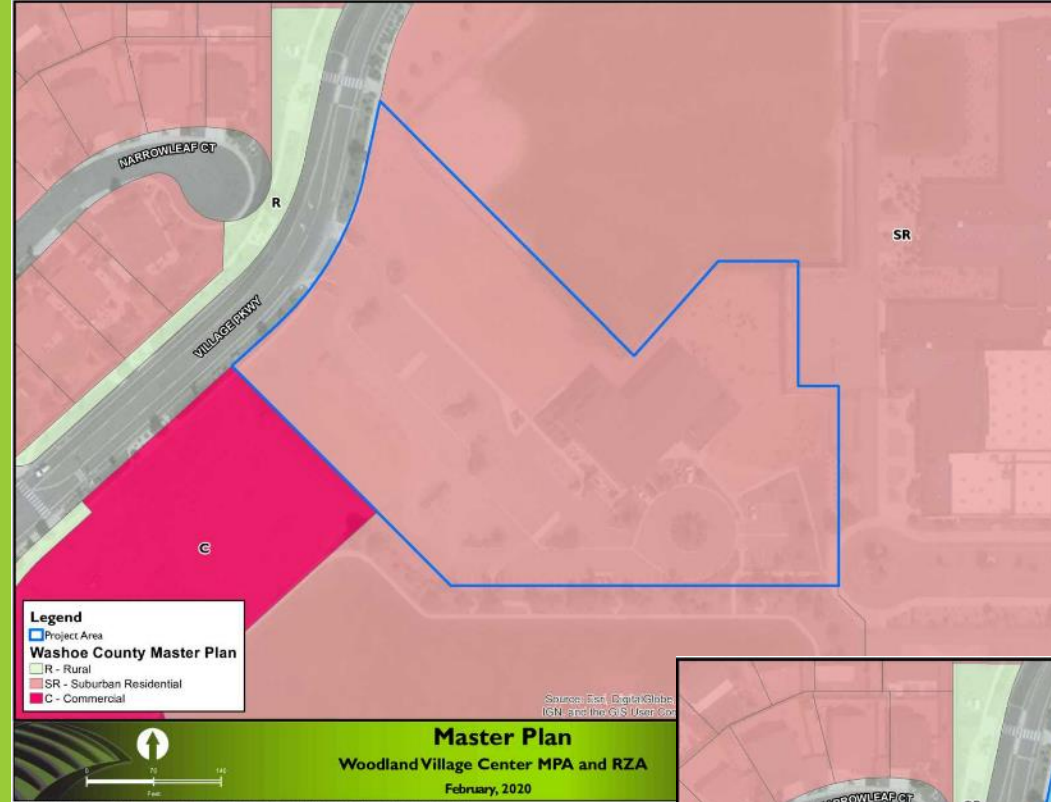 NARROWLEAF CT
R
SR
VILLAGE PKWY
C
Legend
Project Area
Washoe County Master Plan
R - Rural
SR - Suburban Residential
C - Commercial
Source: Esri, DigitalGlobe,
IGN, and the GIS User Com
0 70 140
Feet
Master Plan
Woodland Village Center MPA and RZA
February, 2020
ROWLEAF CT